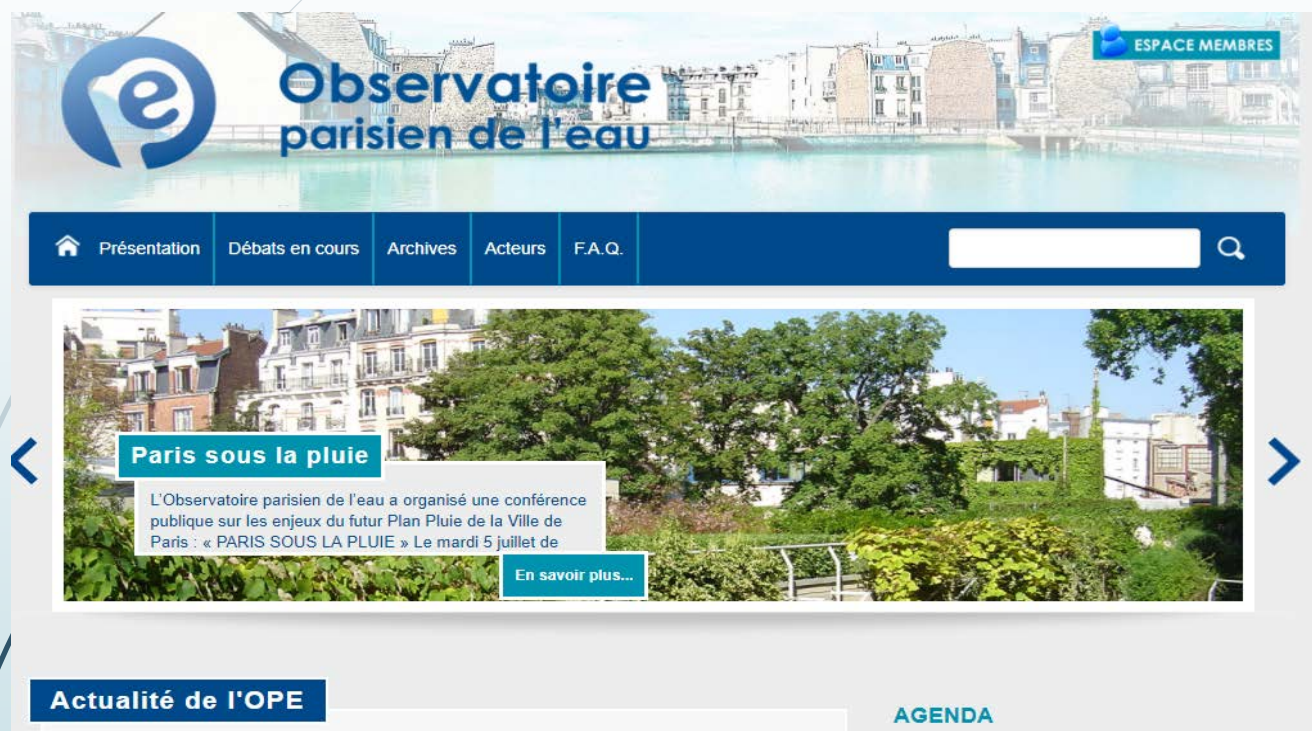 ESPACE MEMBRES
Observatoire
parisien de l'eau
Présentation
Débats en cours
Archives
Acteurs
F.A.Q.
Paris sous la pluie
L'Observatoire parisien de l'eau a organisé une conférence
publique sur les enjeux du futur Plan Pluie de la Ville de
Paris : « PARIS SOUS LA PLUIE » Le mardi 5 juillet de
En savoir plus...
Actualité de l'OPE
AGENDA